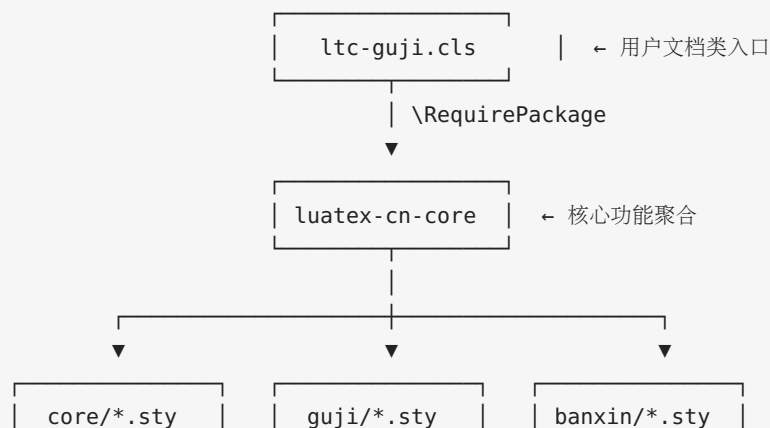 ltc-guji.cls ← 用户文档类入口
\RequirePackage
luatex-cn-core ← 核心功能聚合
core/*.sty guji/*.sty banxin/*.sty